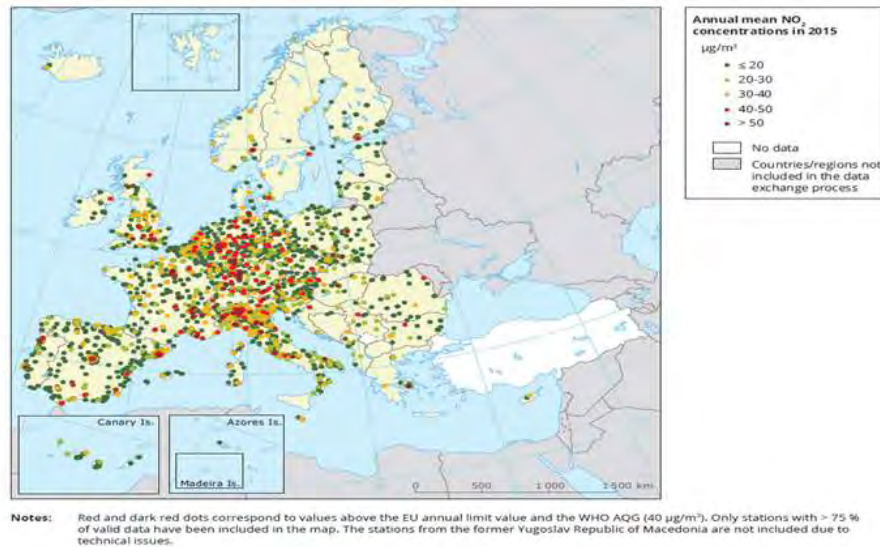 Annual mean NO₂
concentrations in 2015
µg/m³
≤ 20
20-30
30-40
40-50
> 50
No data
Countries/regions not
included in the data
exchange process
Canary Is.
Azores Is.
Madeira Is.
0 500 1 000 1 500 km
Notes: Red and dark red dots correspond to values above the EU annual limit value and the WHO AQG (40 µg/m³). Only stations with > 75 %
of valid data have been included in the map. The stations from the former Yugoslav Republic of Macedonia are not included due to
technical issues.